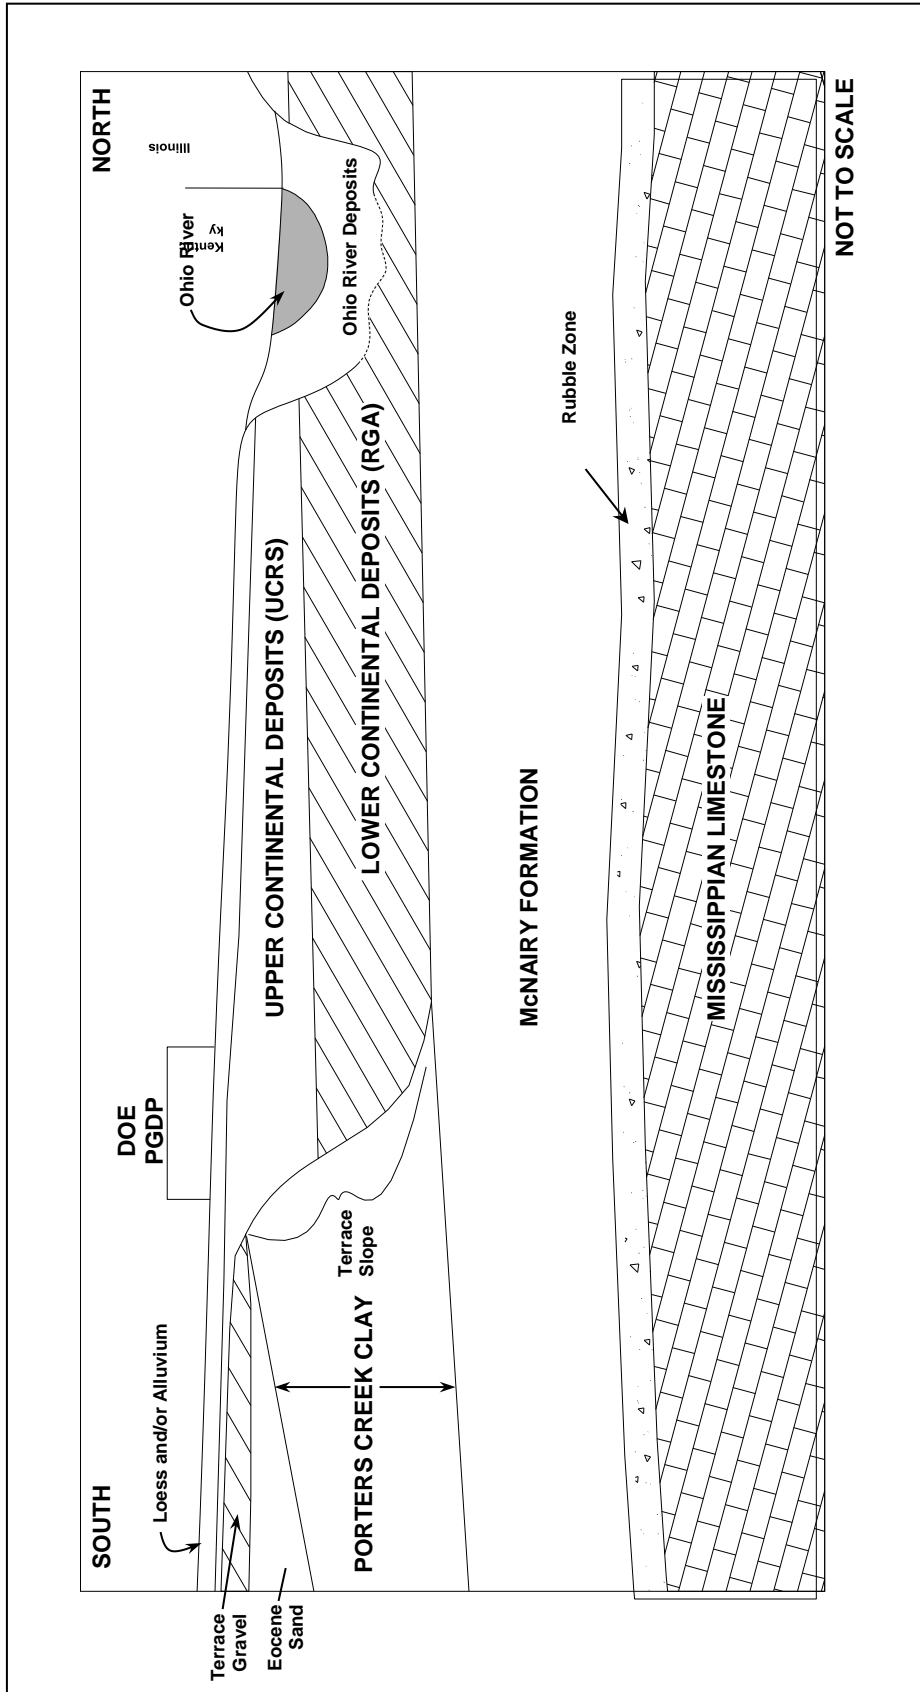 SOUTH
NORTH
Loess and/or Alluvium
DOE
PGDP
Ohio River
Kentu
ky
Illinois
Terrace
Gravel
Eocene
Sand
UPPER CONTINENTAL DEPOSITS (UCRS)
Ohio River Deposits
Terrace
Slope
LOWER CONTINENTAL DEPOSITS (RGA)
PORTERS CREEK CLAY
McNAIRY FORMATION
Rubble Zone
MISSISSIPPIAN LIMESTONE
NOT TO SCALE